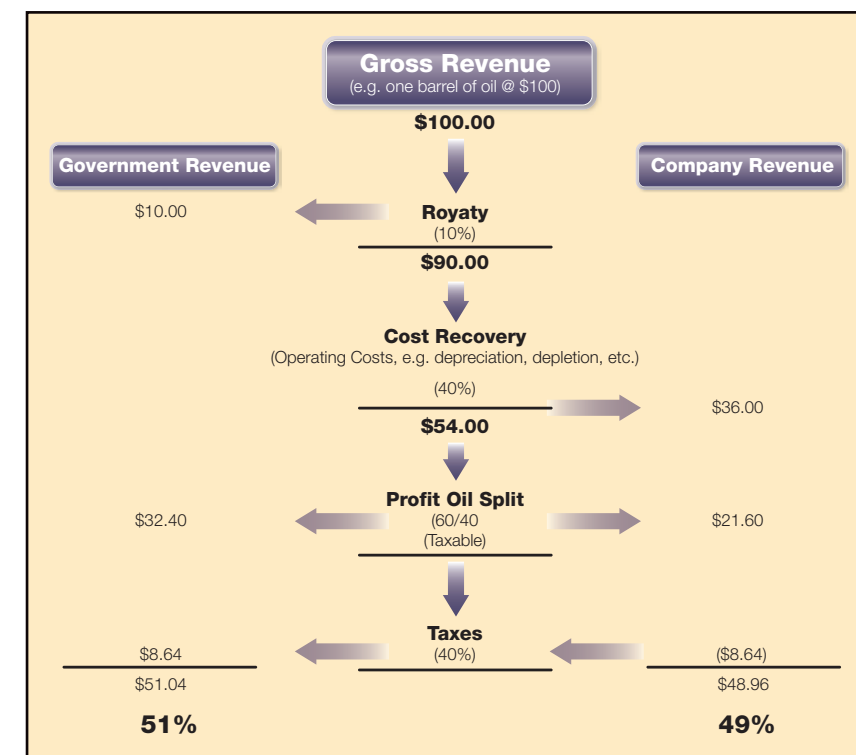 Gross Revenue
(e.g. one barrel of oil @ $100)
$100.00
Government Revenue
Company Revenue
$10.00
Royaty
(10%)
$90.00
Cost Recovery
(Operating Costs, e.g. depreciation, depletion, etc.)
(40%)
$36.00
$54.00
Profit Oil Split
$32.40
(60/40
$21.60
(Taxable)
Taxes
$8.64
(40%)
($8.64)
$51.04
$48.96
51%
49%